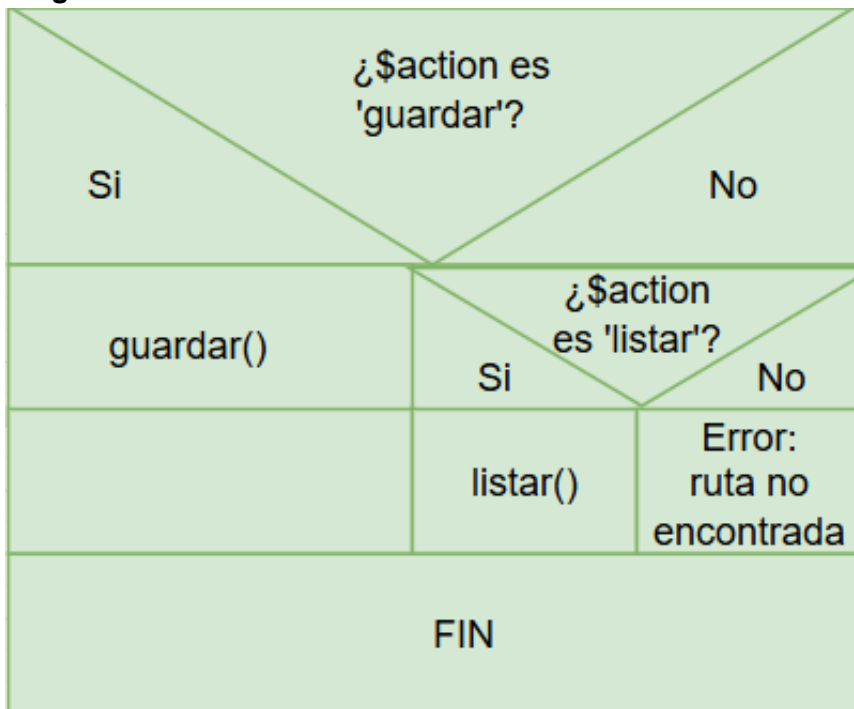 ¿$action es
'guardar'?
Si
No
guardar()
¿$action
es 'listar'?
Si
No
listar()
Error:
ruta no
encontrada
FIN